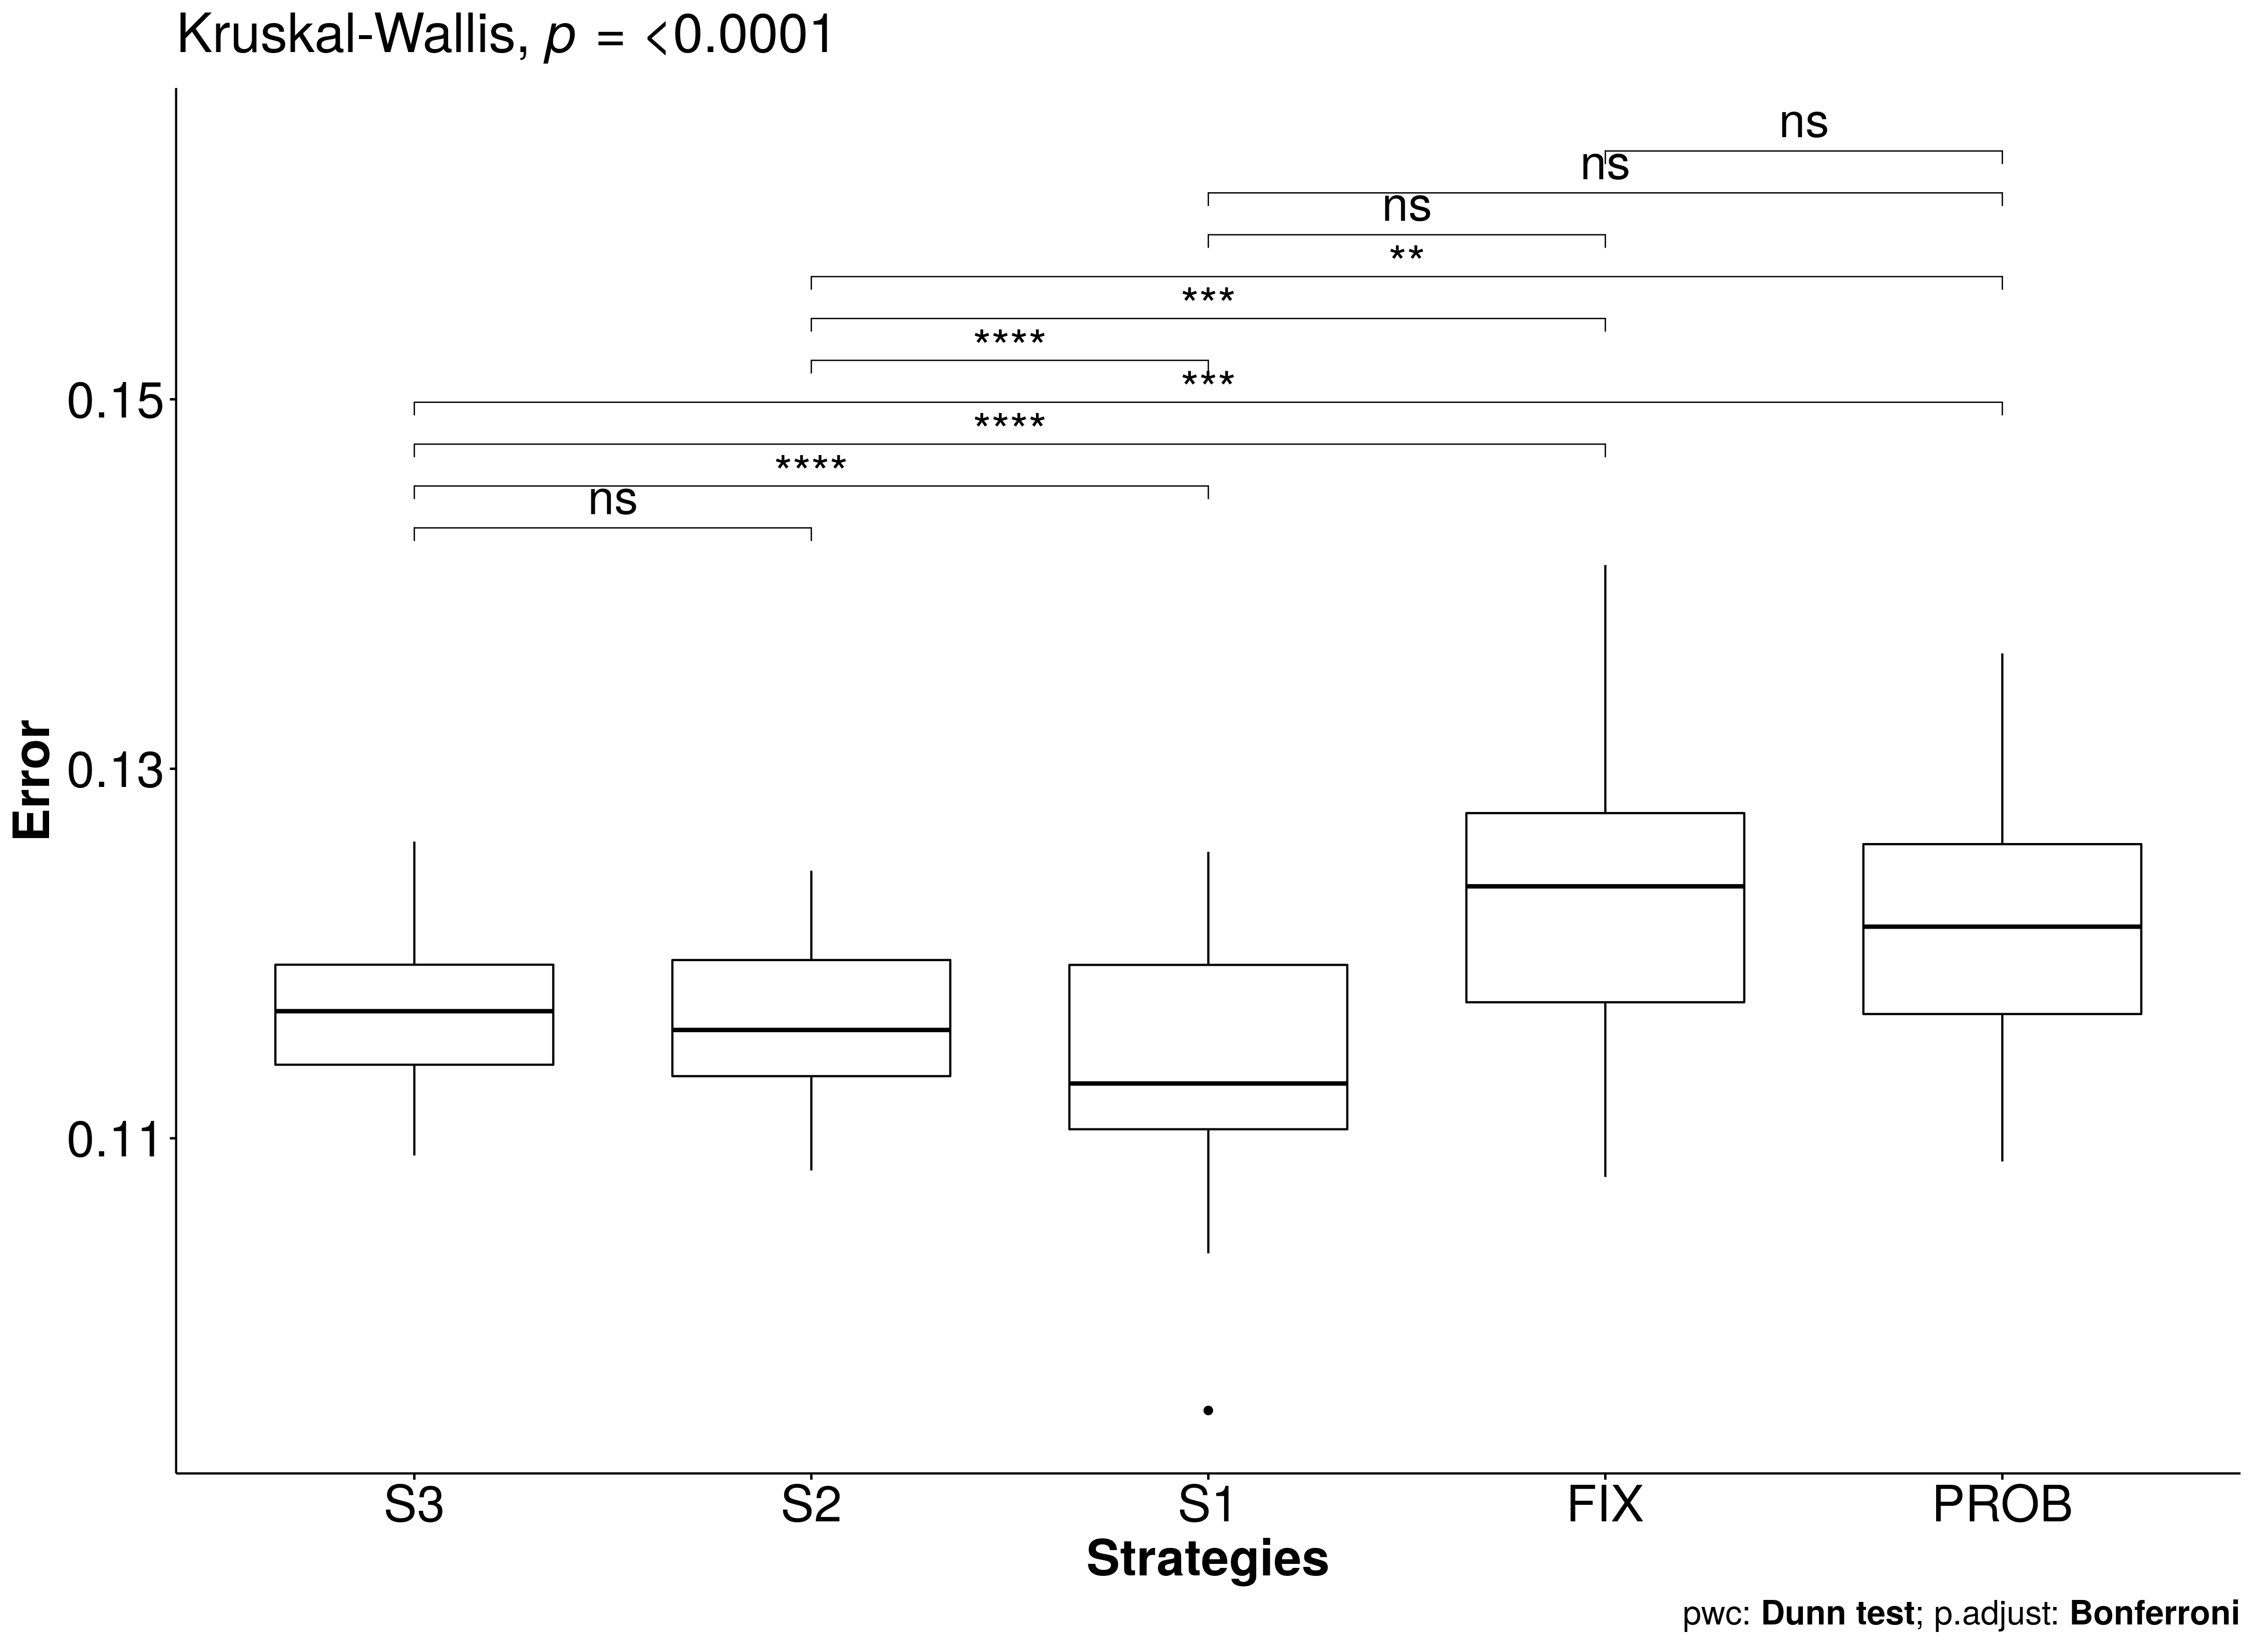 Kruskal-Wallis, p = <0.0001
ns
ns
ns
**
***
****
***
****
****
ns
0.15
0.13
0.11
Error
S3 S2 S1 FIX PROB
Strategies
pwc: Dunn test; p.adjust: Bonferroni